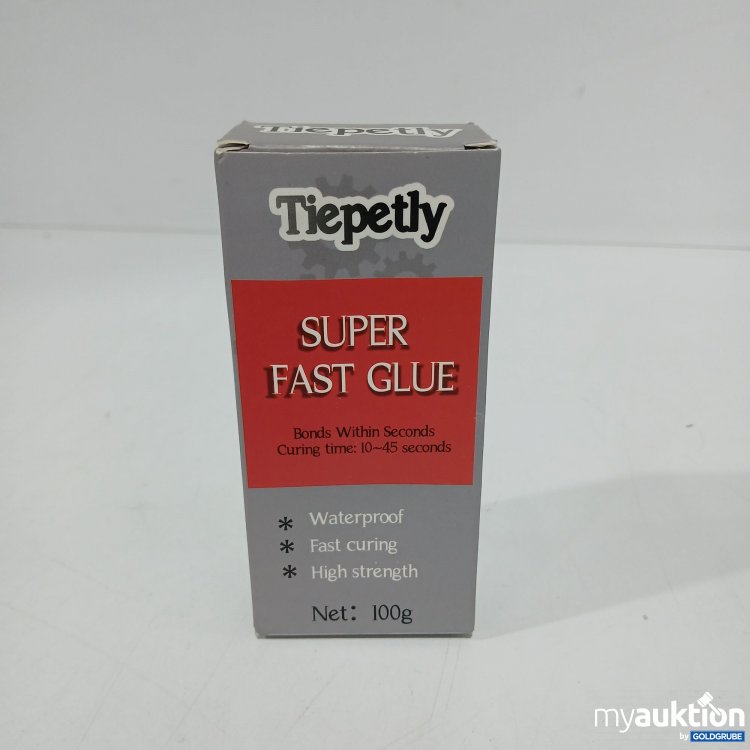 Tiepetly
Tiepetly
SUPER
FAST GLUE
Bonds Within Seconds
Curing time: 10~45 seconds
* Waterproof
* Fast curing
* High strength
Net: 100g
myauktion
by GOLDGRUBE